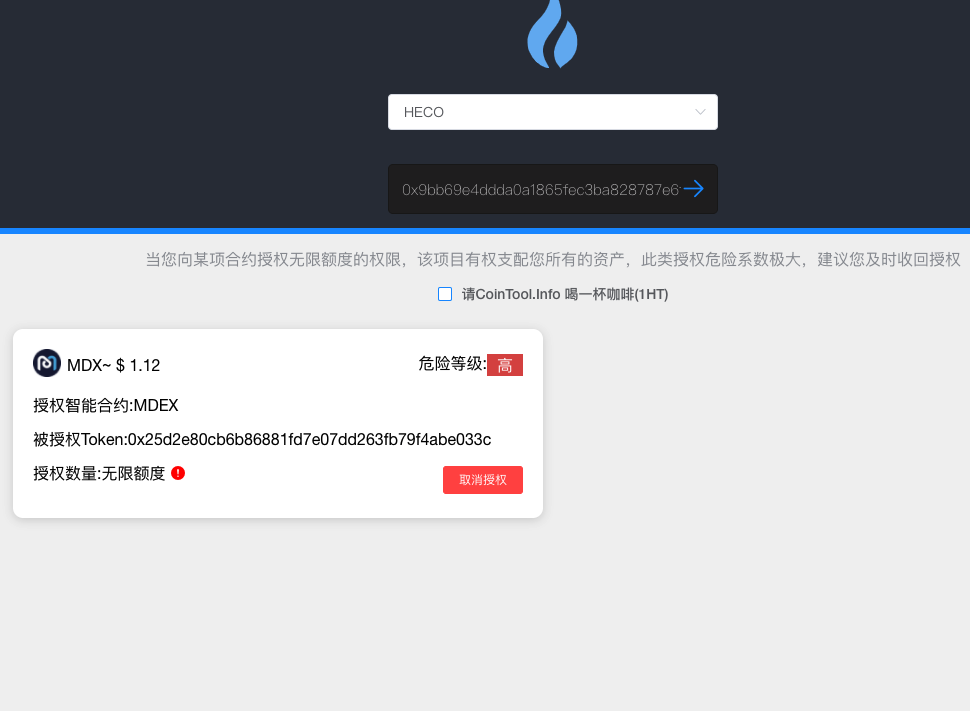 HECO
0x9bb69e4ddda0a1865fec3ba828787e6
当您向某项合约授权无限额度的权限，该项目有权支配您所有的资产，此类授权危险系数极大，建议您及时收回授权
请CoinTool.Info 喝一杯咖啡(1HT)
MDX~ $ 1.12 危险等级:高
授权智能合约:MDEX
被授权Token:0x25d2e80cb6b86881fd7e07dd263fb79f4abe033c
授权数量:无限额度
取消授权